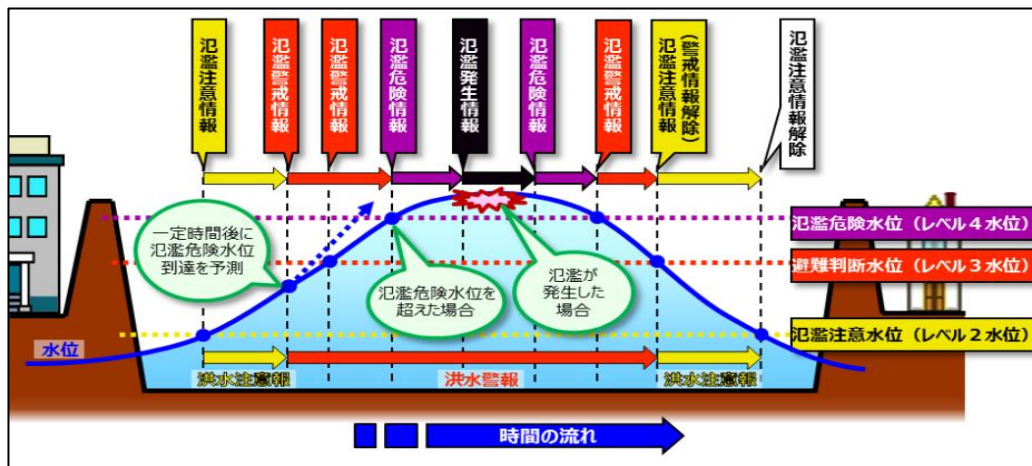 氾濫注意情報
氾濫警戒情報
氾濫警戒情報
氾濫危険情報
氾濫発生情報
氾濫危険情報
氾濫警戒情報
(警戒情報解除)
氾濫注意情報
氾濫注意情報解除
一定時間後に
氾濫危険水位
到達を予測
氾濫危険水位を
超えた場合
氾濫が
発生した
場合
氾濫危険水位(レベル4水位)
避難判断水位(レベル3水位)
氾濫注意水位(レベル2水位)
水位
洪水注意報
洪水警報
洪水注意報
時間の流れ